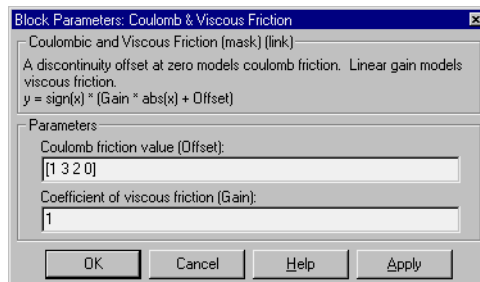 Block Parameters: Coulomb & Viscous Friction
Coulombic and Viscous Friction (mask) (link)
A discontinuity offset at zero models coulomb friction. Linear gain models
viscous friction.
y = sign(x) * (Gain * abs(x) + Offset)
Parameters
Coulomb friction value (Offset):
[1 3 2 0]
Coefficient of viscous friction (Gain):
1
OK Cancel Help Apply